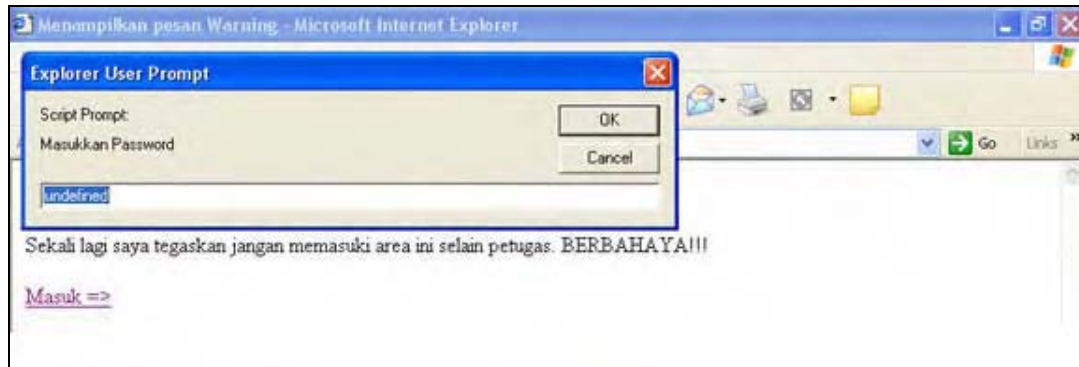 Menampilkan pesan Warning - Microsoft Internet Explorer
Explorer User Prompt
Script Prompt:
OK
Masukkan Password
Cancel
undefined
Go
Links »
Sekali lagi saya tegaskan jangan memasuki area ini selain petugas. BERBAHAYA!!!
Masuk =>